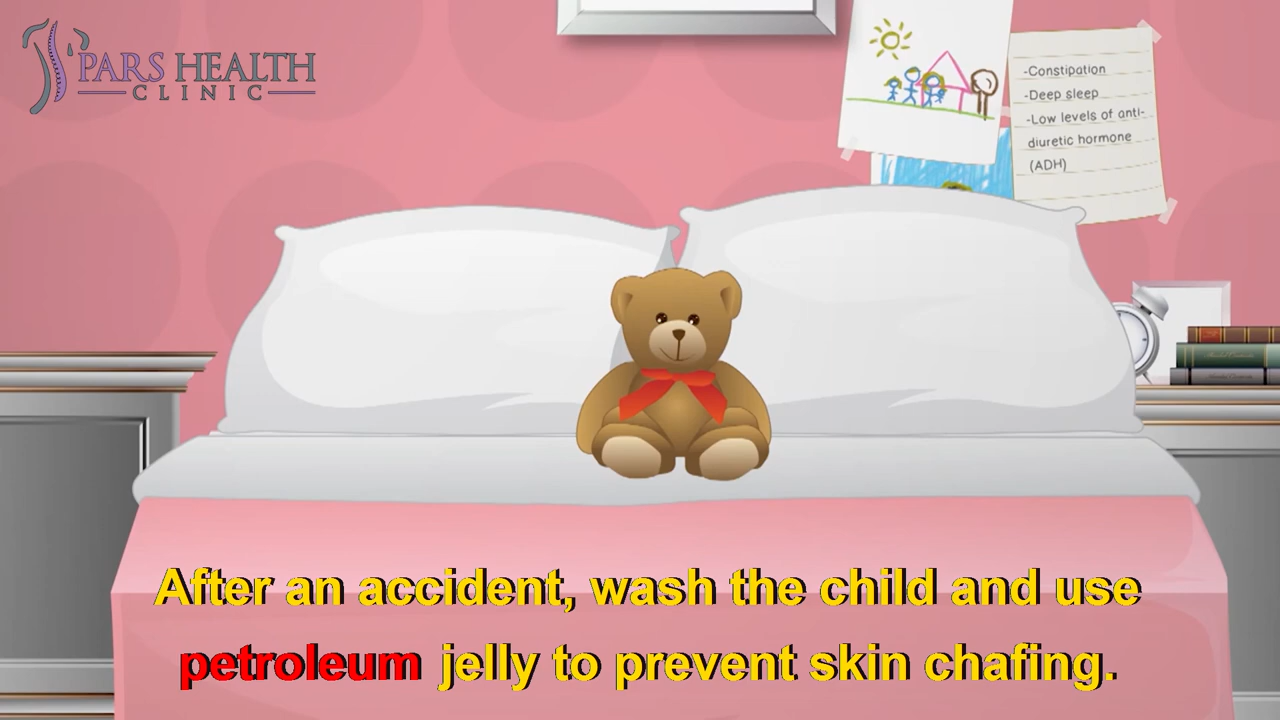 SPARS HEALTH
CLINIC
-Constipation
-Deep sleep
-Low levels of anti-
diuretic hormone
(ADH)
After an accident, wash the child and use
petroleum jelly to prevent skin chafing.